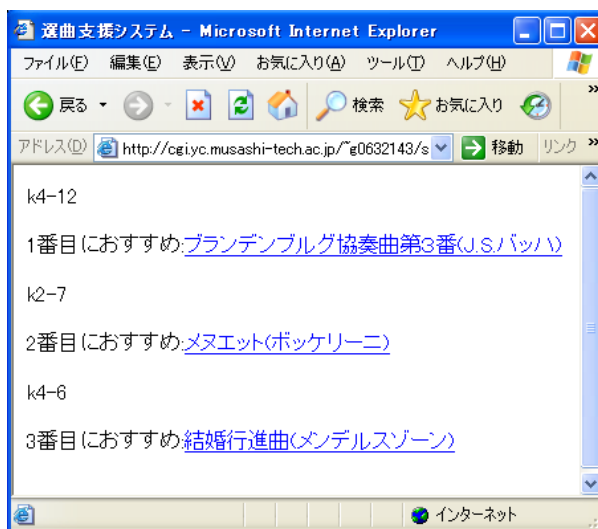 選曲支援システム - Microsoft Internet Explorer
ファイル(F) 編集(E) 表示(V) お気に入り(A) ツール(T) ヘルプ(H)
戻る 検索 お気に入り »
アドレス(D) http://cgi.yc.musashi-tech.ac.jp/~g0632143/s 移動 リンク »
k4-12
1番目におすすめ:ブランデンブルグ協奏曲第3番(J.S.バッハ)
k2-7
2番目におすすめ:メヌエット(ボッケリーニ)
k4-6
3番目におすすめ:結婚行進曲(メンデルスゾーン)
インターネット